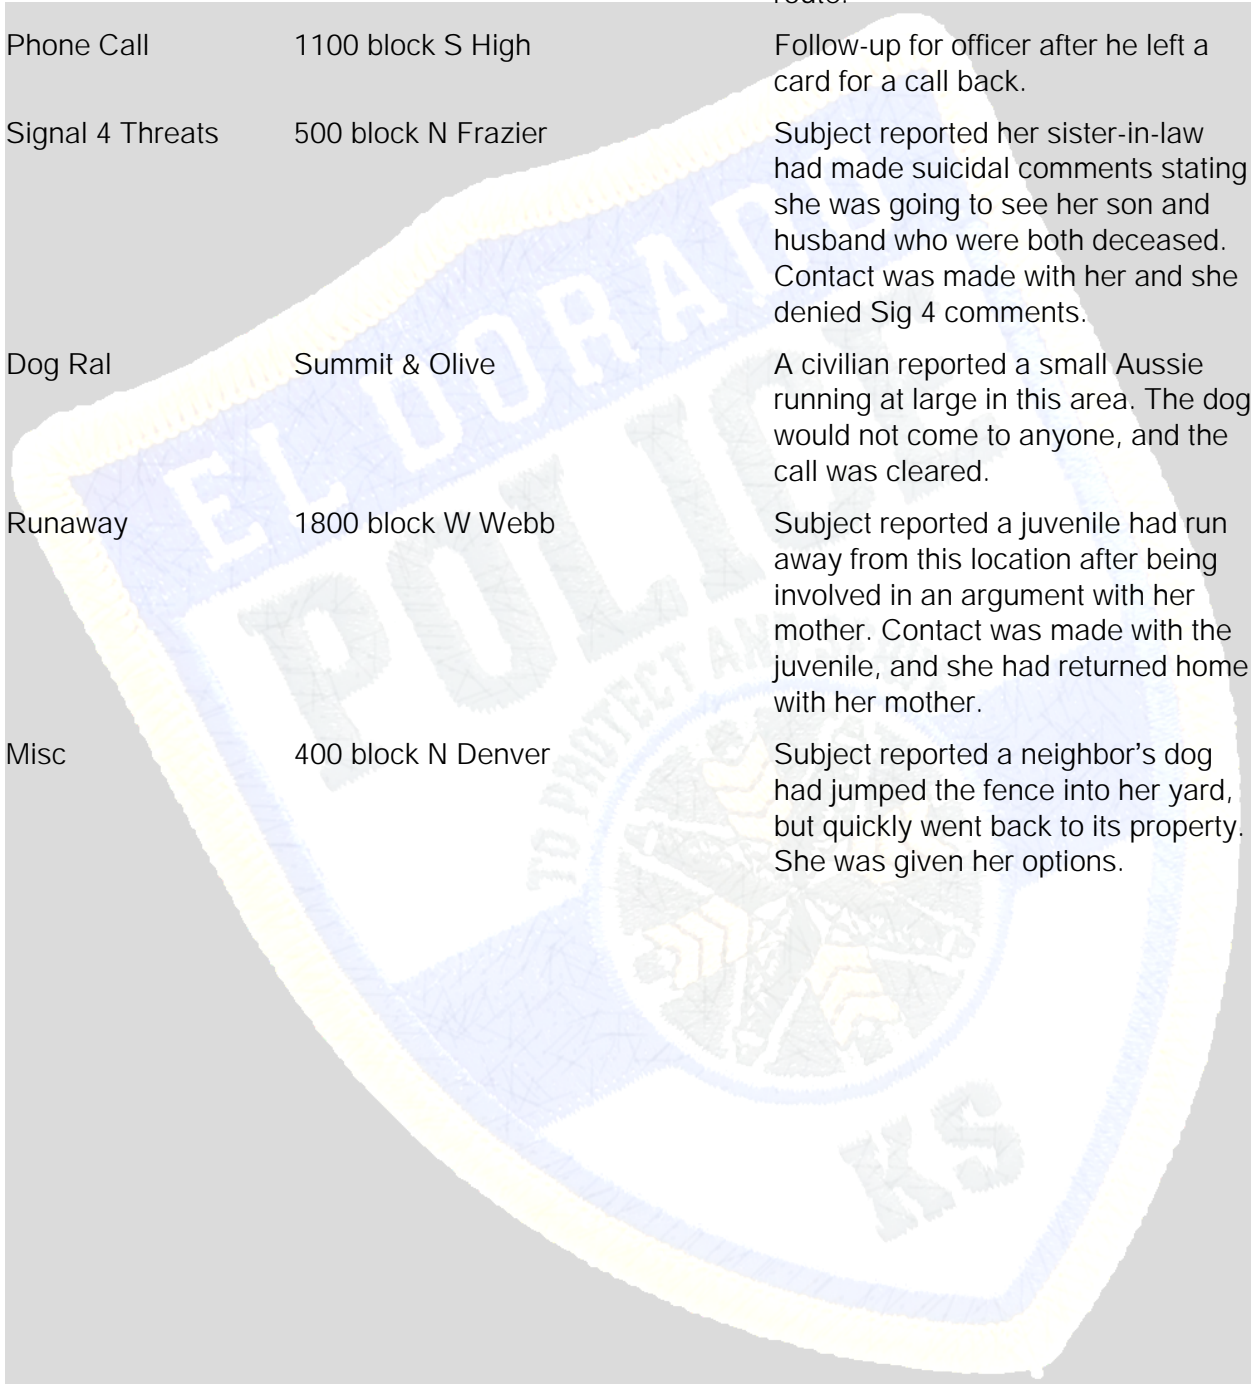 Phone Call 1100 block S High Follow-up for officer after he left a
card for a call back.
Signal 4 Threats 500 block N Frazier Subject reported her sister-in-law
had made suicidal comments stating
she was going to see her son and
husband who were both deceased.
Contact was made with her and she
denied Sig 4 comments.
Dog Ral Summit & Olive A civilian reported a small Aussie
running at large in this area. The dog
would not come to anyone, and the
call was cleared.
Runaway 1800 block W Webb Subject reported a juvenile had run
away from this location after being
involved in an argument with her
mother. Contact was made with the
juvenile, and she had returned home
with her mother.
Misc 400 block N Denver Subject reported a neighbor's dog
had jumped the fence into her yard,
but quickly went back to its property.
She was given her options.
EL DORADO
POLICE
TO PROTECT AND
KS